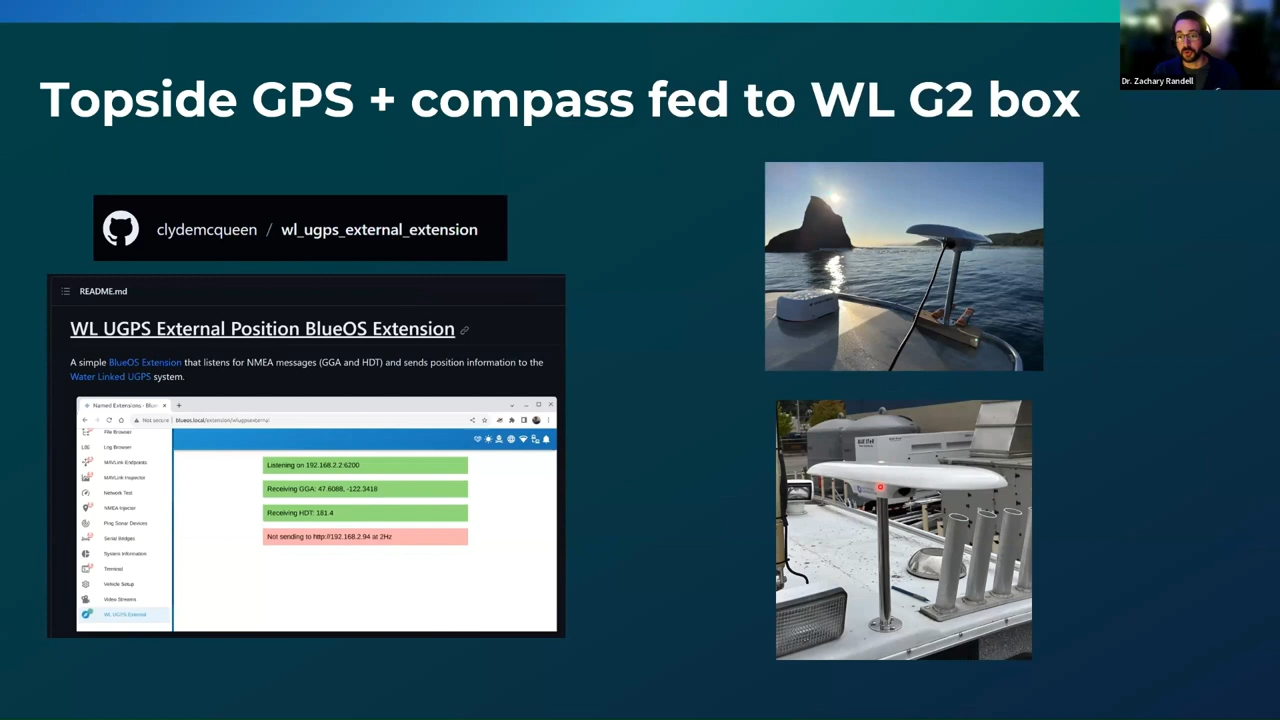 Dr. Zachary Randell
Topside GPS + compass fed to WL G2 box
clydemcqueen / wl_ugps_external_extension
README.md
WL UGPS External Position BlueOS Extension
A simple BlueOS Extension that listens for NMEA messages (GGA and HDT) and sends position information to the
Water Linked UGPS system.
Not secure
blueos.local/extension/wlugpsexternal
File Browser
Log Browser
MAVLink Endpoints
MAVLink Inspector
Network Test
NMEA Injector
Ping Sonar Devices
Serial Bridges
System Information
Terminal
Vehicle Setup
Video Streams
WL UGPS External
Listening on 192.168.2.2:6200
Receiving GGA: 47.6088, -122.3418
Receiving HDT: 181.4
Not sending to http://192.168.2.94 at 2Hz